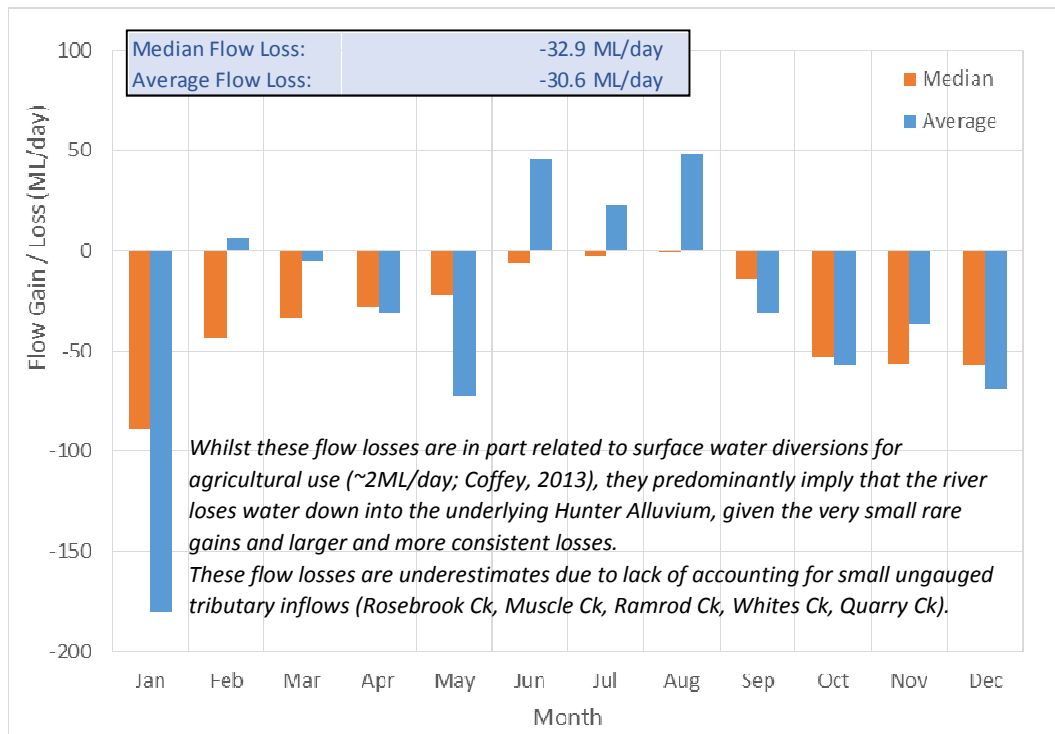 Median Flow Loss: -32.9 ML/day
Average Flow Loss: -30.6 ML/day
Median
Average
Flow Gain / Loss (ML/day)
100
50
0
-50
-100
-150
-200
Whilst these flow losses are in part related to surface water diversions for
agricultural use (~2ML/day; Coffey, 2013), they predominantly imply that the river
loses water down into the underlying Hunter Alluvium, given the very small rare
gains and larger and more consistent losses.
These flow losses are underestimates due to lack of accounting for small ungauged
tributary inflows (Rosebrook Ck, Muscle Ck, Ramrod Ck, Whites Ck, Quarry Ck).
Jan Feb Mar Apr May Jun Jul Aug Sep Oct Nov Dec
Month